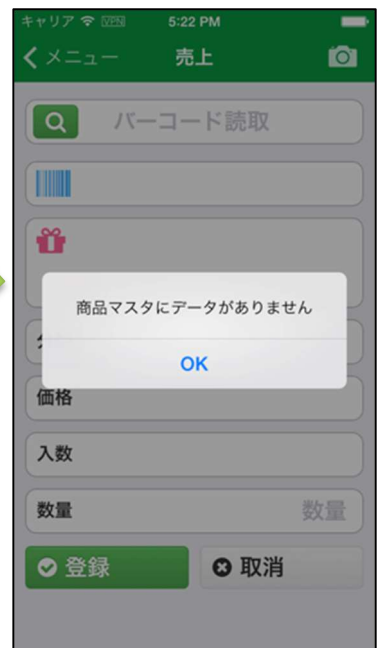 キャリア VPN 5:22 PM
メニュー 売上
バーコード読取
商品マスタにデータがありません
OK
価格
入数
数量 数量
登録 取消